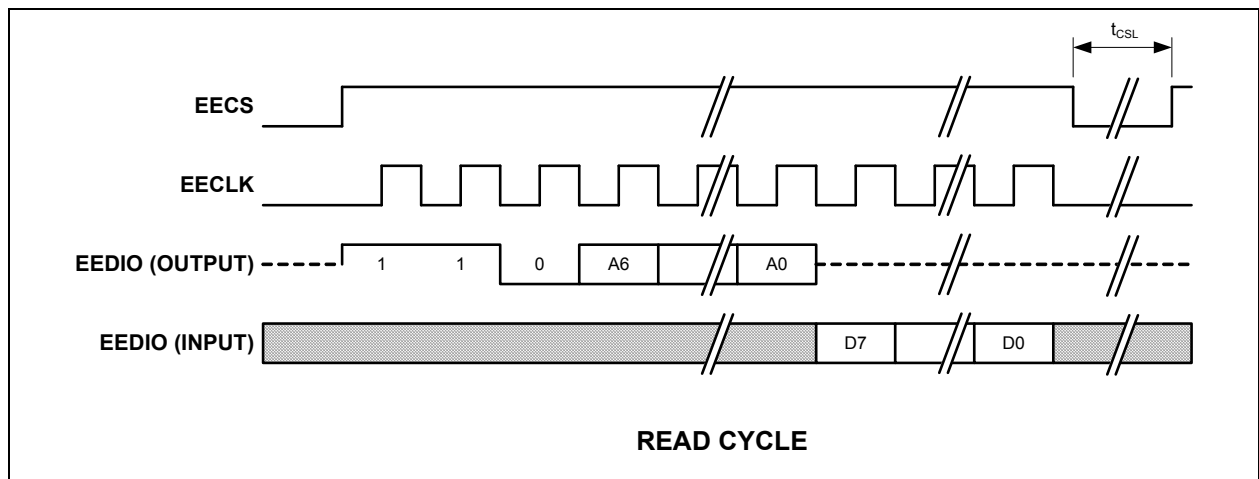 tCSL
EECS
EECLK
EEDIO (OUTPUT) 1 1 0 A6 A0
EEDIO (INPUT) D7 D0
READ CYCLE